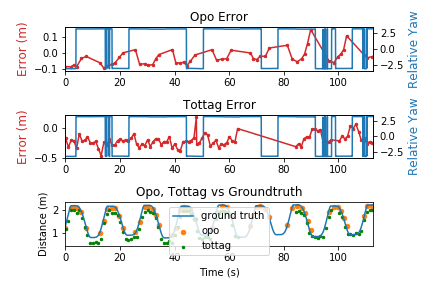 Opo Error
Error (m)
0.1
0.0
−0.1
2.5
0.0
−2.5
Relative Yaw
0 20 40 60 80 100
Tottag Error
Error (m)
0.0
−0.5
2.5
0.0
−2.5
Relative Yaw
0 20 40 60 80 100
Opo, Tottag vs Groundtruth
Distance (m)
2
1
ground truth
opo
tottag
0 20 40 60 80 100
Time (s)